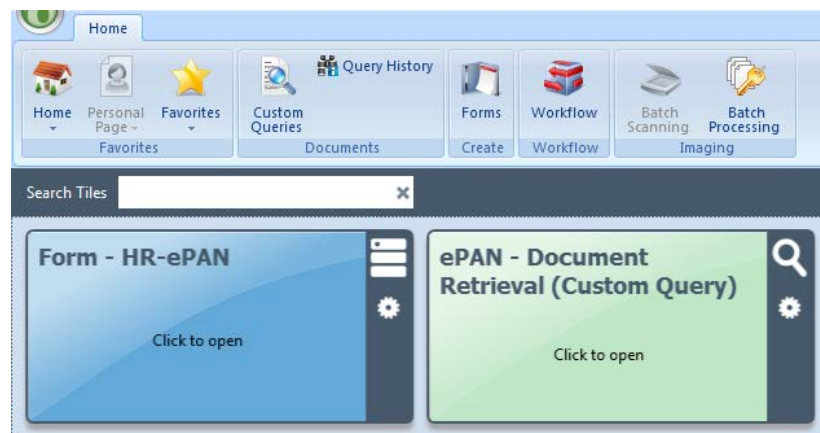 Home
Home
Personal
Page
Favorites
Favorites
Custom
Queries
Query History
Documents
Forms
Create
Workflow
Workflow
Batch
Scanning
Batch
Processing
Imaging
Search Tiles
Form - HR-ePAN
Click to open
ePAN - Document
Retrieval (Custom Query)
Click to open